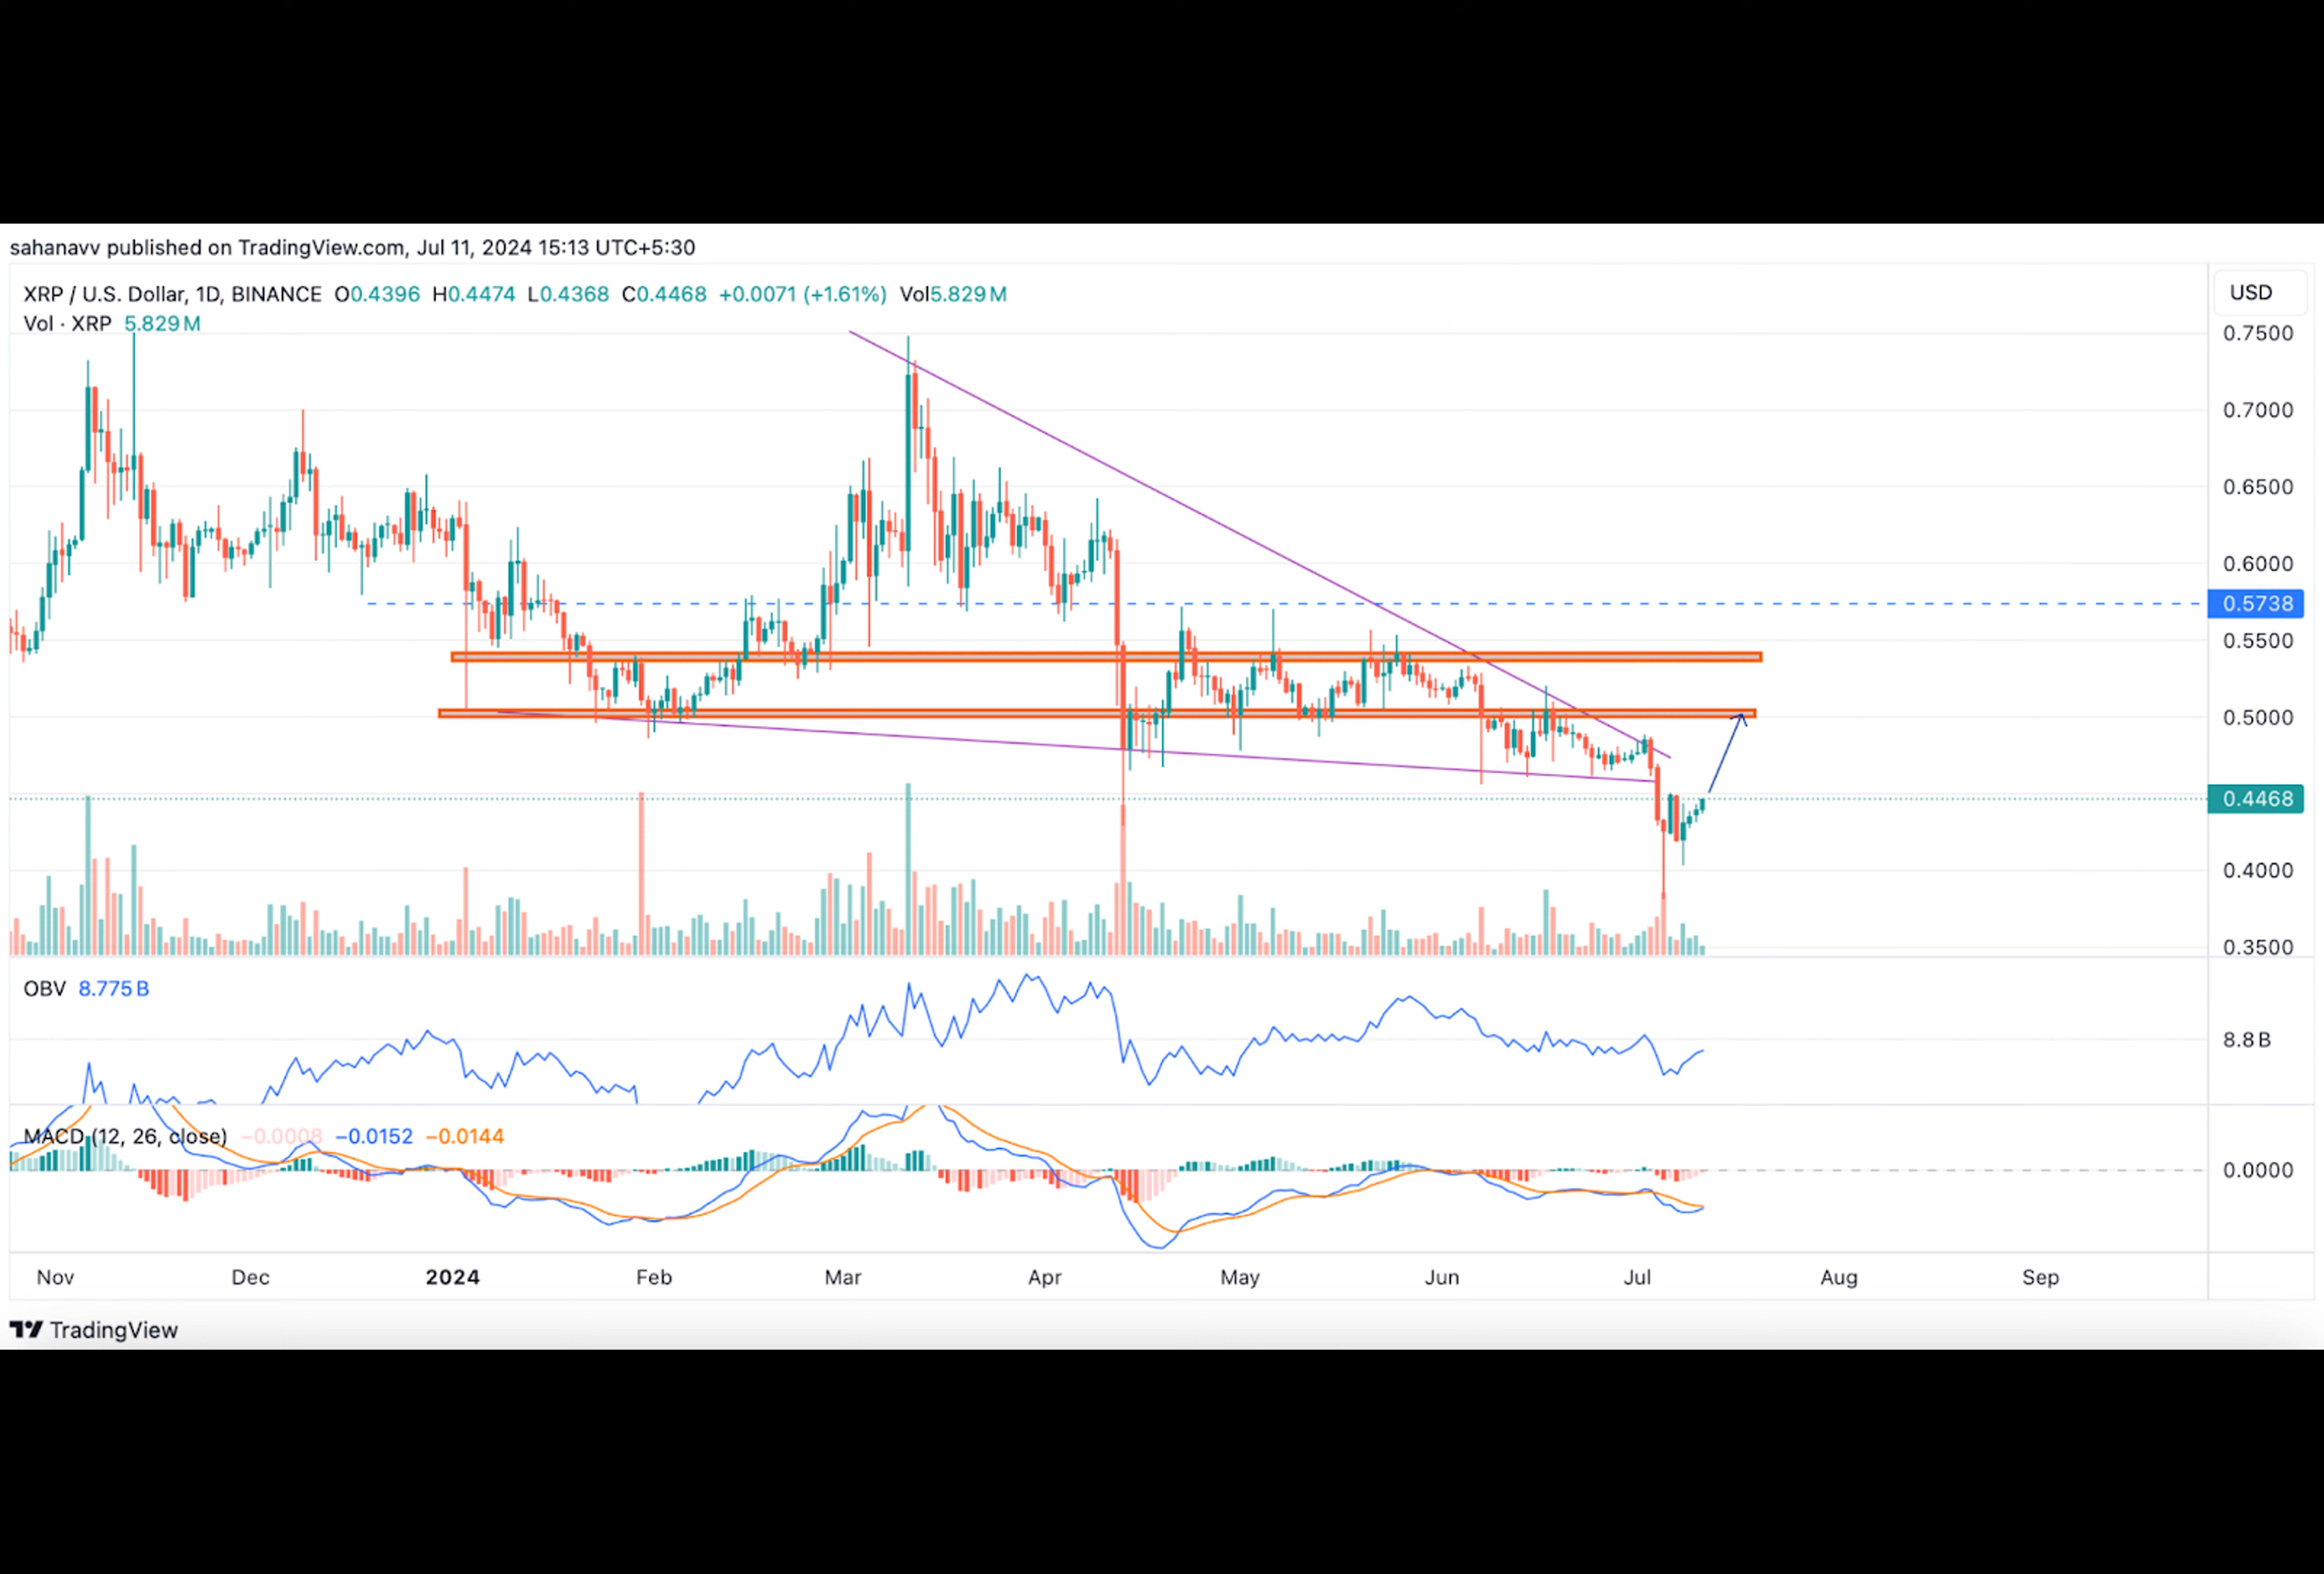 sahanavv published on TradingView.com, Jul 11, 2024 15:13 UTC+5:30
XRP / U.S. Dollar, 1D, BINANCE O0.4396 H0.4474 L0.4368 C0.4468 +0.0071 (+1.61%) Vol5.829 M
Vol · XRP 5.829 M
USD
0.7500
0.7000
0.6500
0.6000
0.5738
0.5500
0.5000
0.4468
0.4000
0.3500
OBV 8.775 B
8.8 B
MACD (12, 26, close) −0.0008 −0.0152 −0.0144
0.0000
Nov Dec 2024 Feb Mar Apr May Jun Jul Aug Sep
TradingView